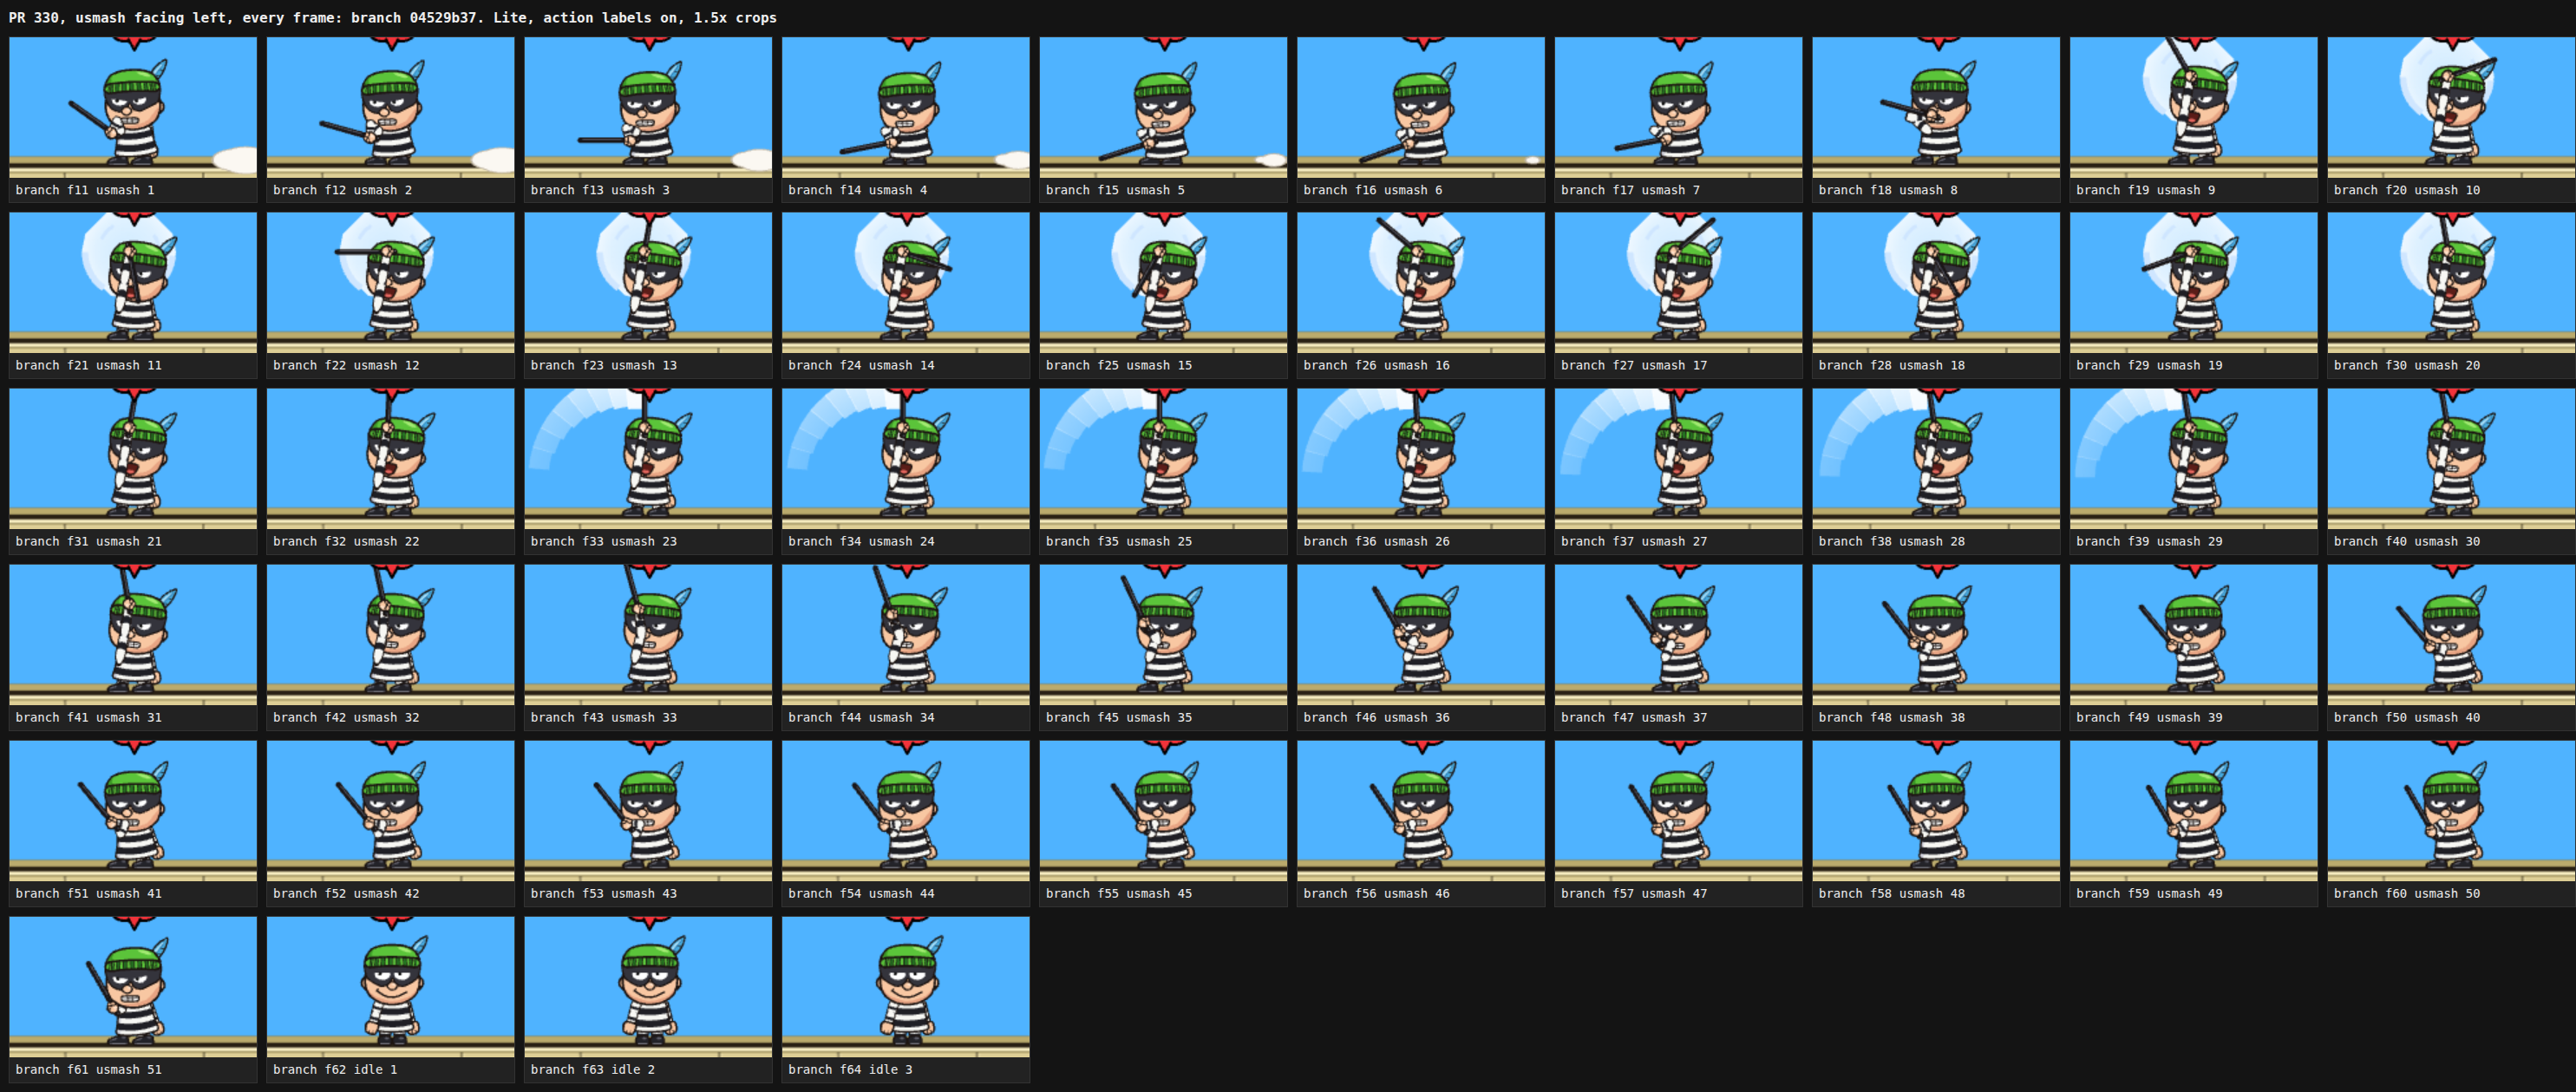 PR 330, usmash facing left, every frame: branch 04529b37. Lite, action labels on, 1.5x crops
branch f11 usmash 1
branch f12 usmash 2
branch f13 usmash 3
branch f14 usmash 4
branch f15 usmash 5
branch f16 usmash 6
branch f17 usmash 7
branch f18 usmash 8
branch f19 usmash 9
branch f20 usmash 10
branch f21 usmash 11
branch f22 usmash 12
branch f23 usmash 13
branch f24 usmash 14
branch f25 usmash 15
branch f26 usmash 16
branch f27 usmash 17
branch f28 usmash 18
branch f29 usmash 19
branch f30 usmash 20
branch f31 usmash 21
branch f32 usmash 22
branch f33 usmash 23
branch f34 usmash 24
branch f35 usmash 25
branch f36 usmash 26
branch f37 usmash 27
branch f38 usmash 28
branch f39 usmash 29
branch f40 usmash 30
branch f41 usmash 31
branch f42 usmash 32
branch f43 usmash 33
branch f44 usmash 34
branch f45 usmash 35
branch f46 usmash 36
branch f47 usmash 37
branch f48 usmash 38
branch f49 usmash 39
branch f50 usmash 40
branch f51 usmash 41
branch f52 usmash 42
branch f53 usmash 43
branch f54 usmash 44
branch f55 usmash 45
branch f56 usmash 46
branch f57 usmash 47
branch f58 usmash 48
branch f59 usmash 49
branch f60 usmash 50
branch f61 usmash 51
branch f62 idle 1
branch f63 idle 2
branch f64 idle 3